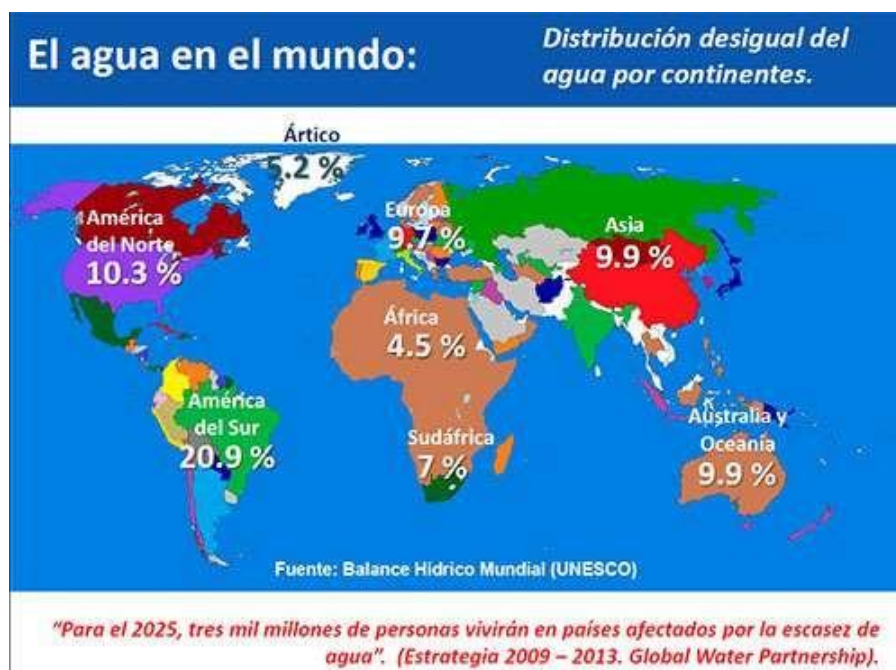 El agua en el mundo:
Distribución desigual del
agua por continentes.
Ártico
5.2 %
América
del Norte
10.3 %
Europa
9.7 %
Asia
9.9 %
África
4.5 %
América
del Sur
20.9 %
Sudáfrica
7 %
Australia y
Oceanía
9.9 %
Fuente: Balance Hídrico Mundial (UNESCO)
"Para el 2025, tres mil millones de personas vivirán en países afectados por la escasez de
agua". (Estrategia 2009 – 2013. Global Water Partnership).